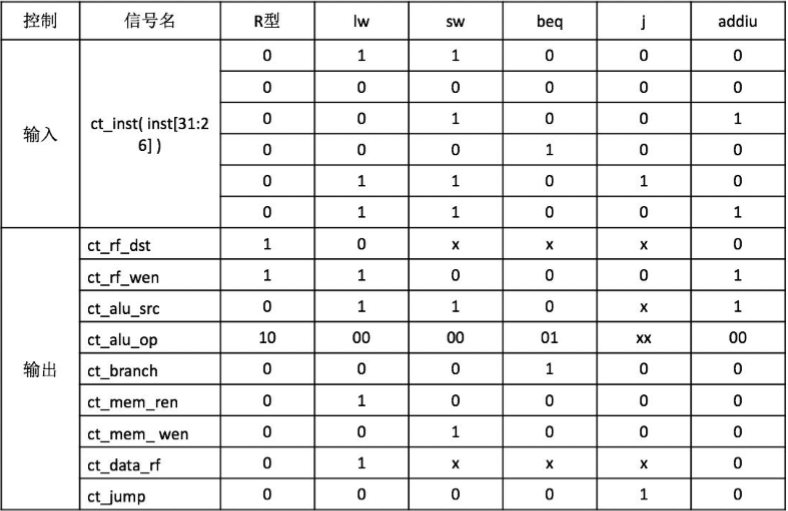 控制 信号名 R型 lw sw beq j addiu
输入 ct_inst( inst[31:2
6] )
0 1 1 0 0 0
0 0 0 0 0 0
0 0 1 0 0 1
0 0 0 1 0 0
0 1 1 0 1 0
0 1 1 0 0 1
输出
ct_rf_dst 1 0 x x x 0
ct_rf_wen 1 1 0 0 0 1
ct_alu_src 0 1 1 0 x 1
ct_alu_op 10 00 00 01 xx 00
ct_branch 0 0 0 1 0 0
ct_mem_ren 0 1 0 0 0 0
ct_mem_ wen 0 0 1 0 0 0
ct_data_rf 0 1 x x x 0
ct_jump 0 0 0 0 1 0